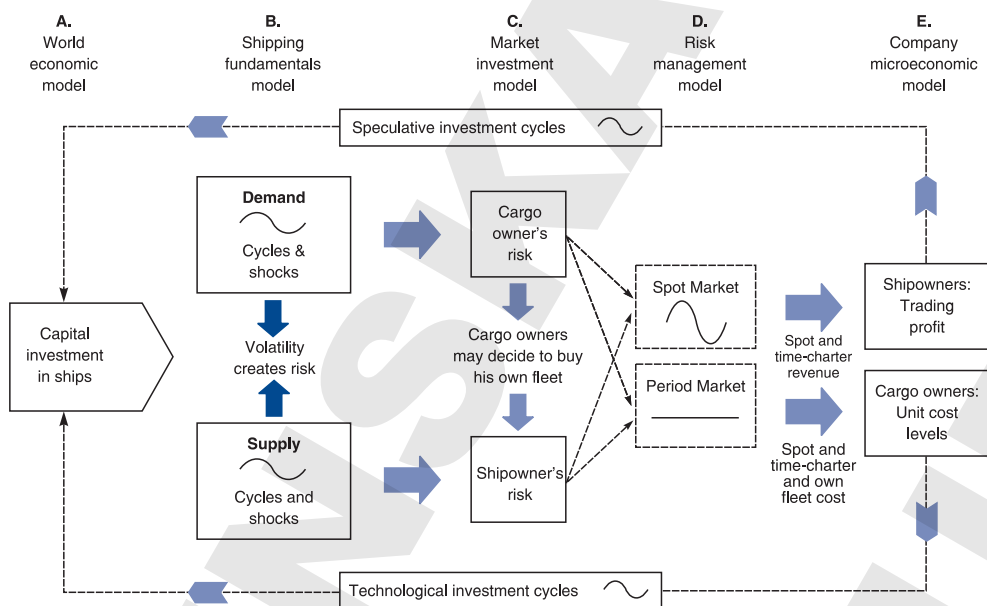 A.
World
economic
model
B.
Shipping
fundamentals
model
C.
Market
investment
model
D.
Risk
management
model
E.
Company
microeconomic
model
Speculative investment cycles
Demand
Cycles &
shocks
Volatility
creates risk
Supply
Cycles and
shocks
Capital
investment
in ships
Cargo
owner's
risk
Cargo owners
may decide to buy
his own fleet
Shipowner's
risk
Spot Market
Period Market
Spot and
time-charter
revenue
Spot and
time-charter
and own
fleet cost
Shipowners:
Trading
profit
Cargo owners:
Unit cost
levels
Technological investment cycles